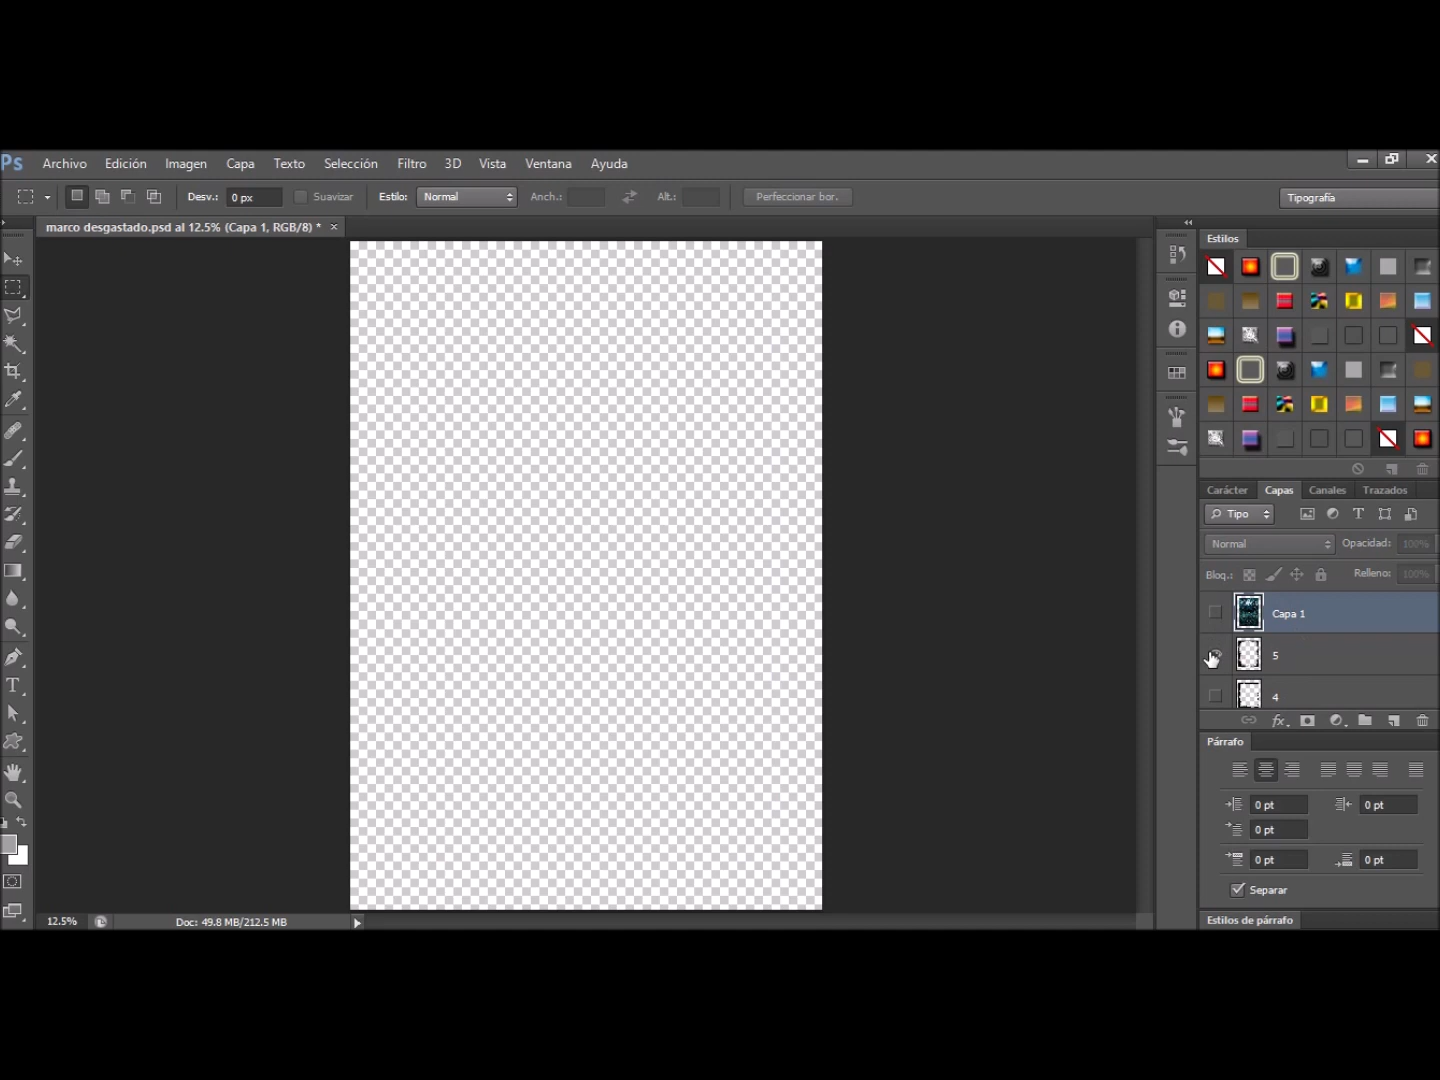 Ps Archivo Edición Imagen Capa Texto Selección Filtro 3D Vista Ventana Ayuda
Desv.: 0 px Suavizar Estilo: Normal Anch.: Alt.: Perfeccionar bor. Tipografía
marco desgastado.psd al 12.5% (Capa 1, RGB/8) * ×
Estilos
Carácter Capas Canales Trazados
Tipo
Normal Opacidad: 100%
Bloq.: Relleno: 100%
Capa 1
5
4
fx
Párrafo
0 pt 0 pt
0 pt
0 pt 0 pt
Separar
Estilos de párrafo
12.5% Doc: 49.8 MB/212.5 MB